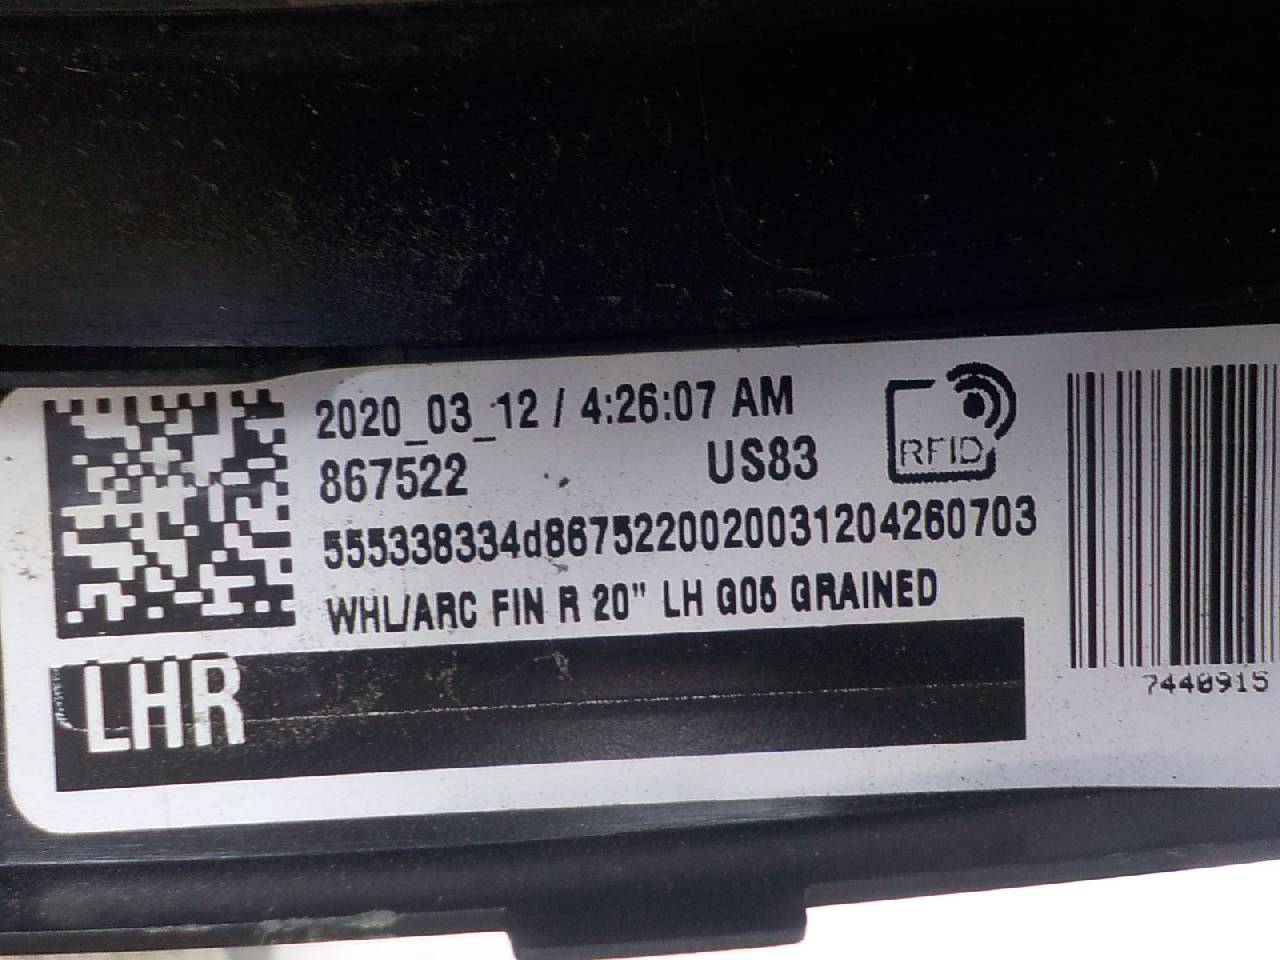 2020_03_12 / 4:26:07 AM
867522 US83
RFID
555338334d8675220020031204260703
WHL/ARC FIN R 20" LH G05 GRAINED
LHR
7440915